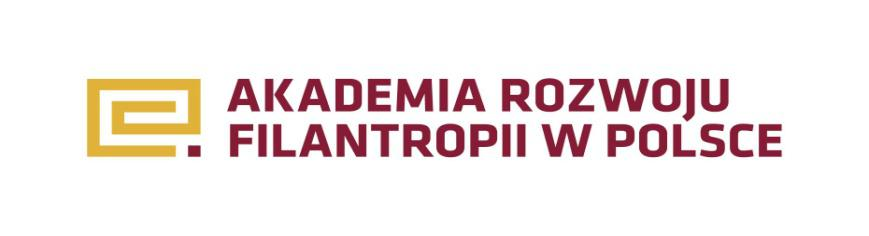 AKADEMIA ROZWOJU
FILANTROPII W POLSCE